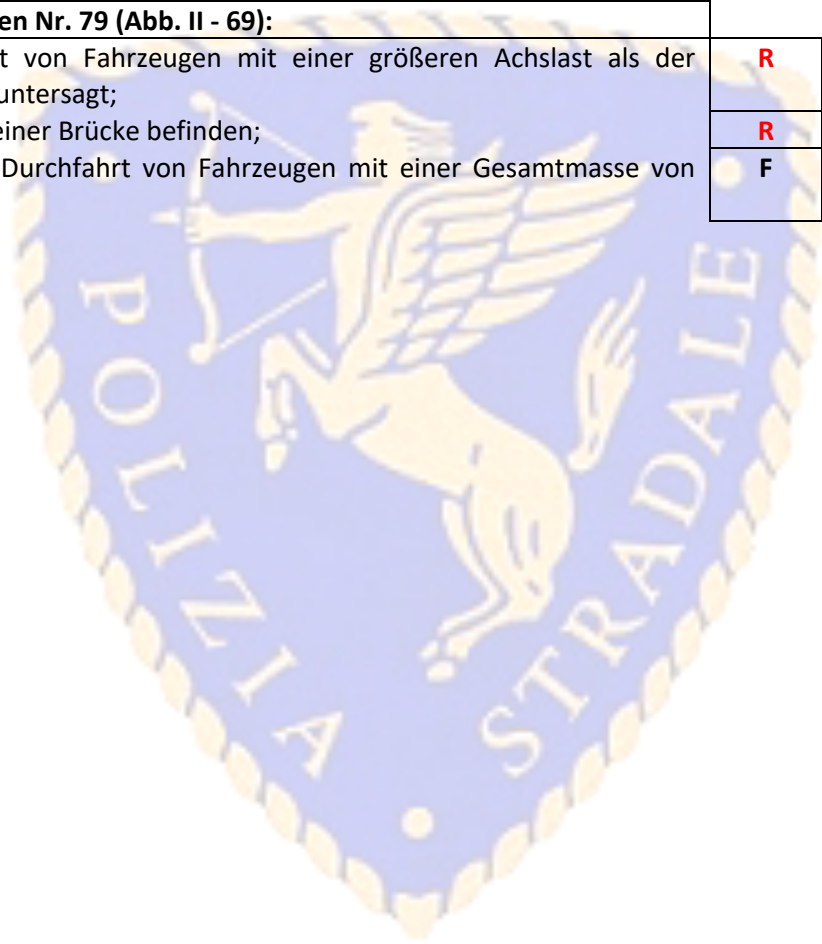 en Nr. 79 (Abb. II - 69):
t von Fahrzeugen mit einer größeren Achslast als der R
untersagt;
einer Brücke befinden; R
Durchfahrt von Fahrzeugen mit einer Gesamtmasse von F
POLIZIA STRADALE